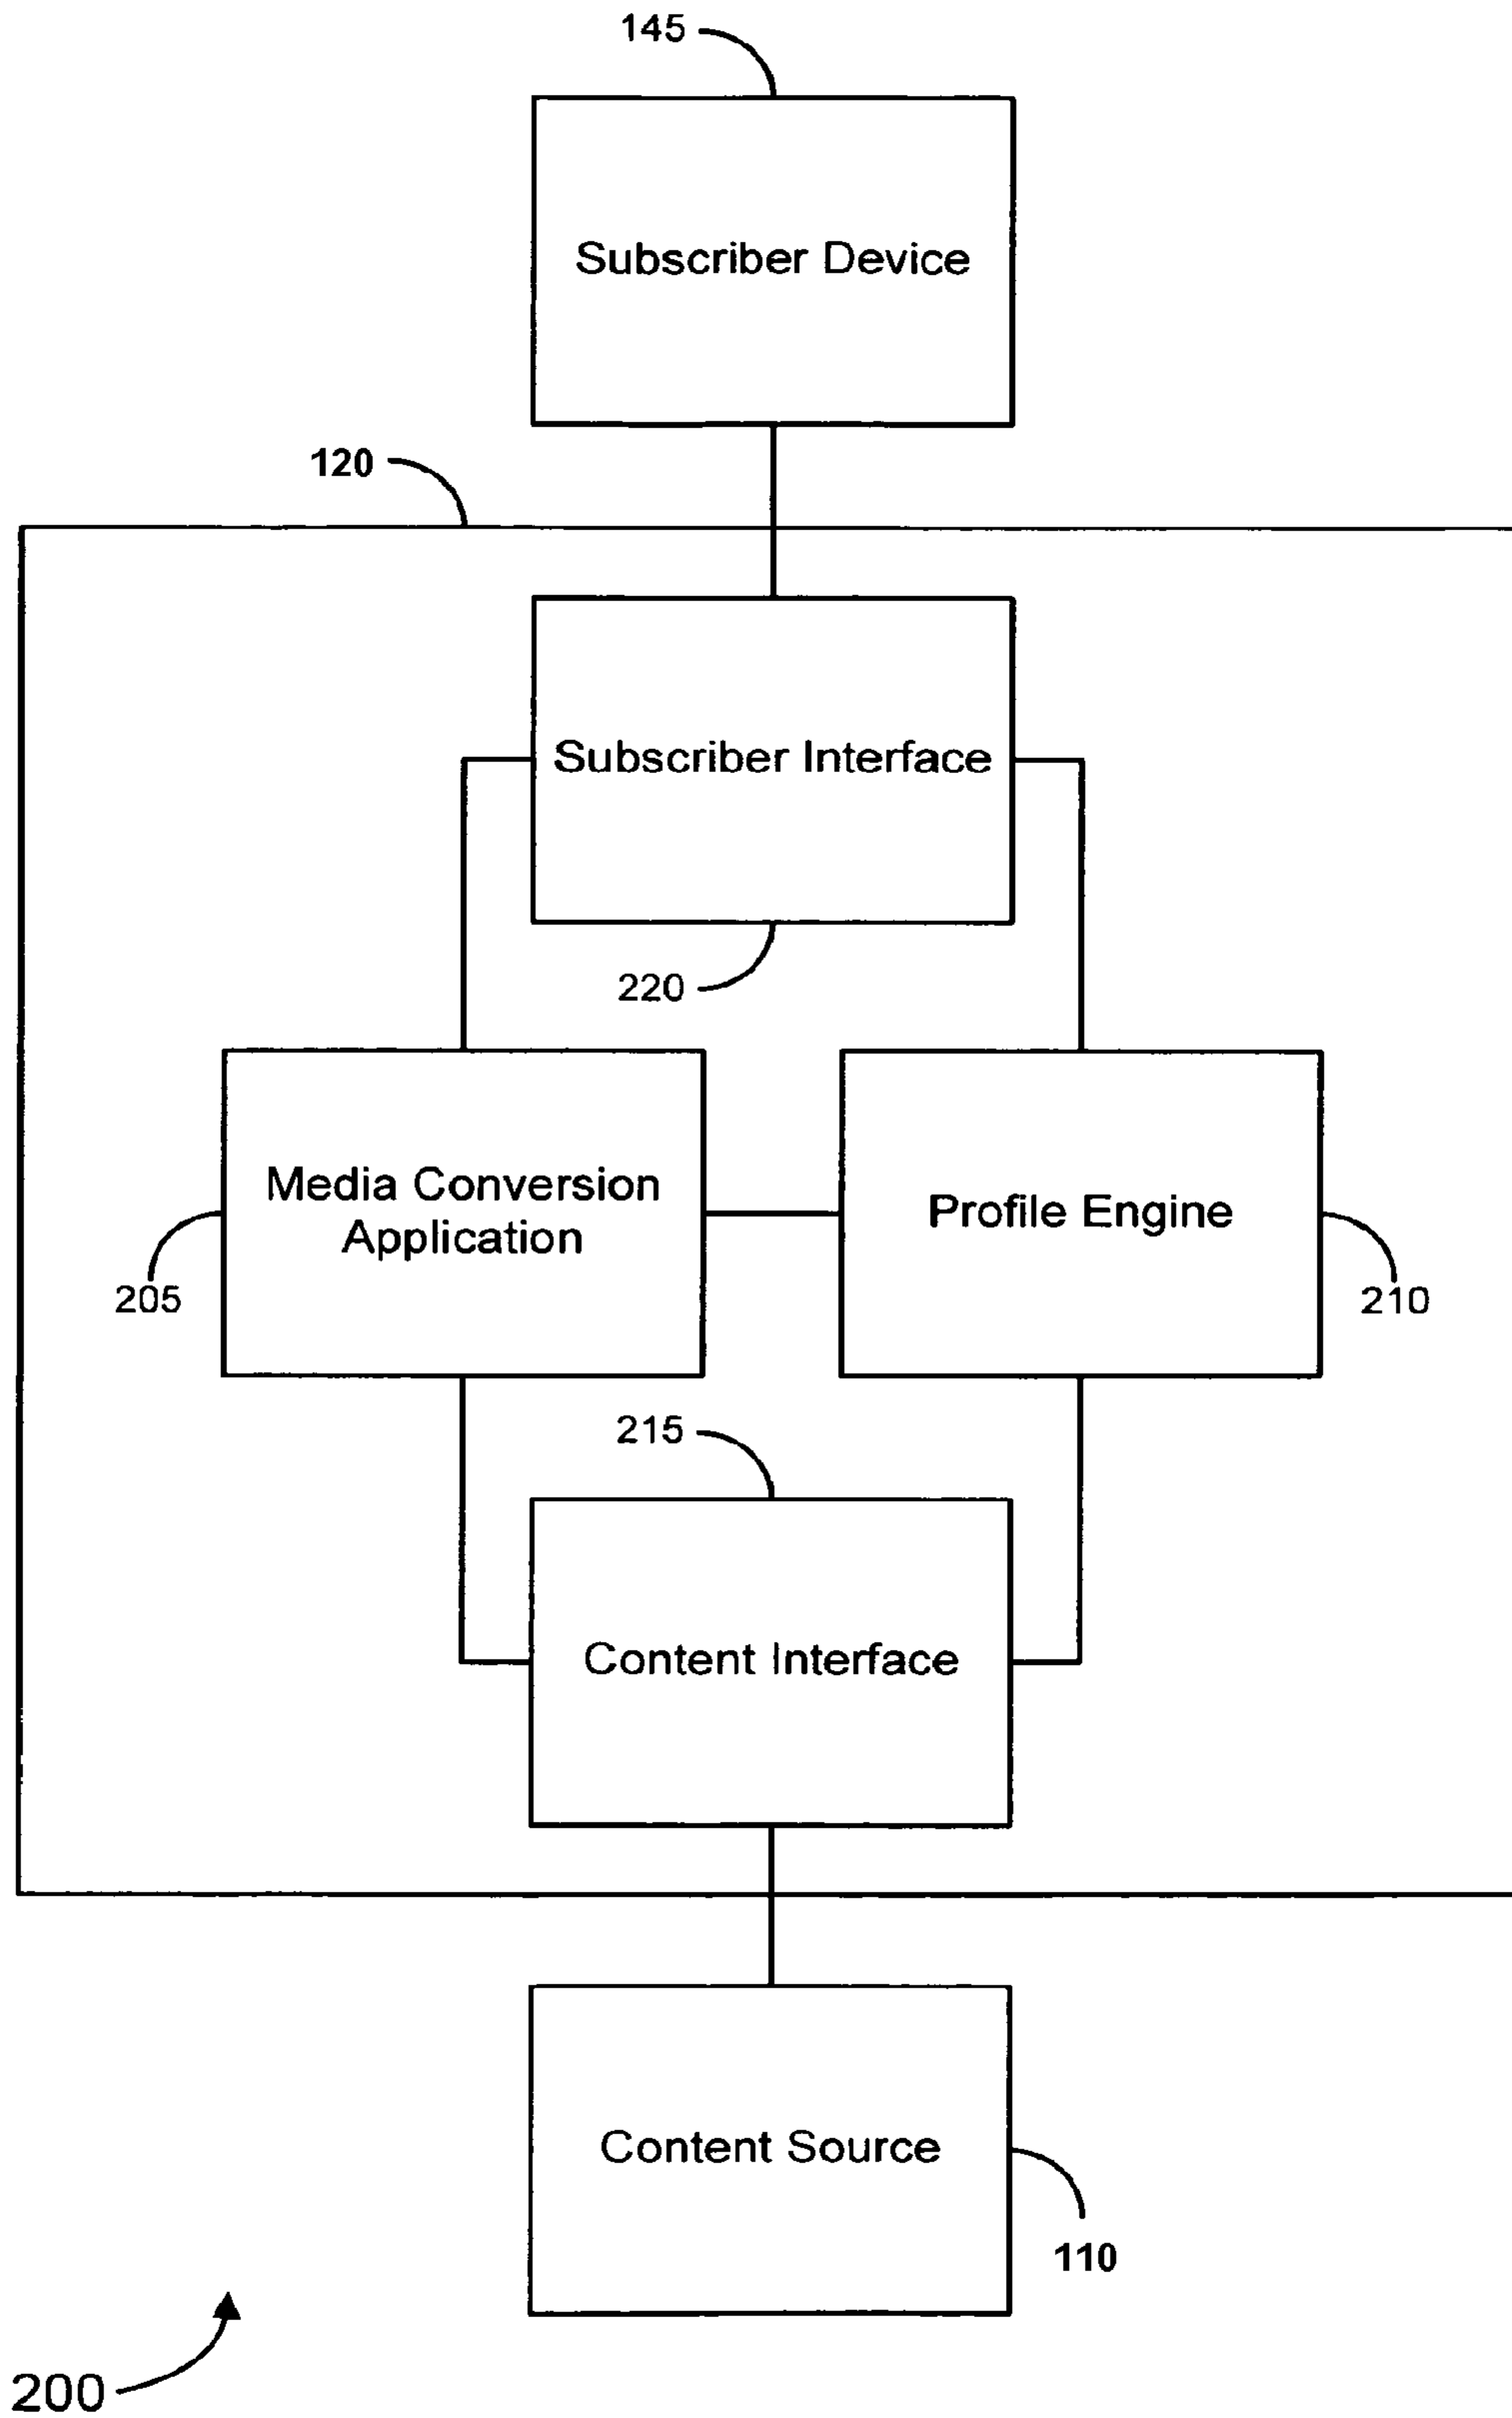 145
Subscriber Device
120
Subscriber Interface
220
Media Conversion
Application
Profile Engine
205
210
215
Content Interface
Content Source
110
200